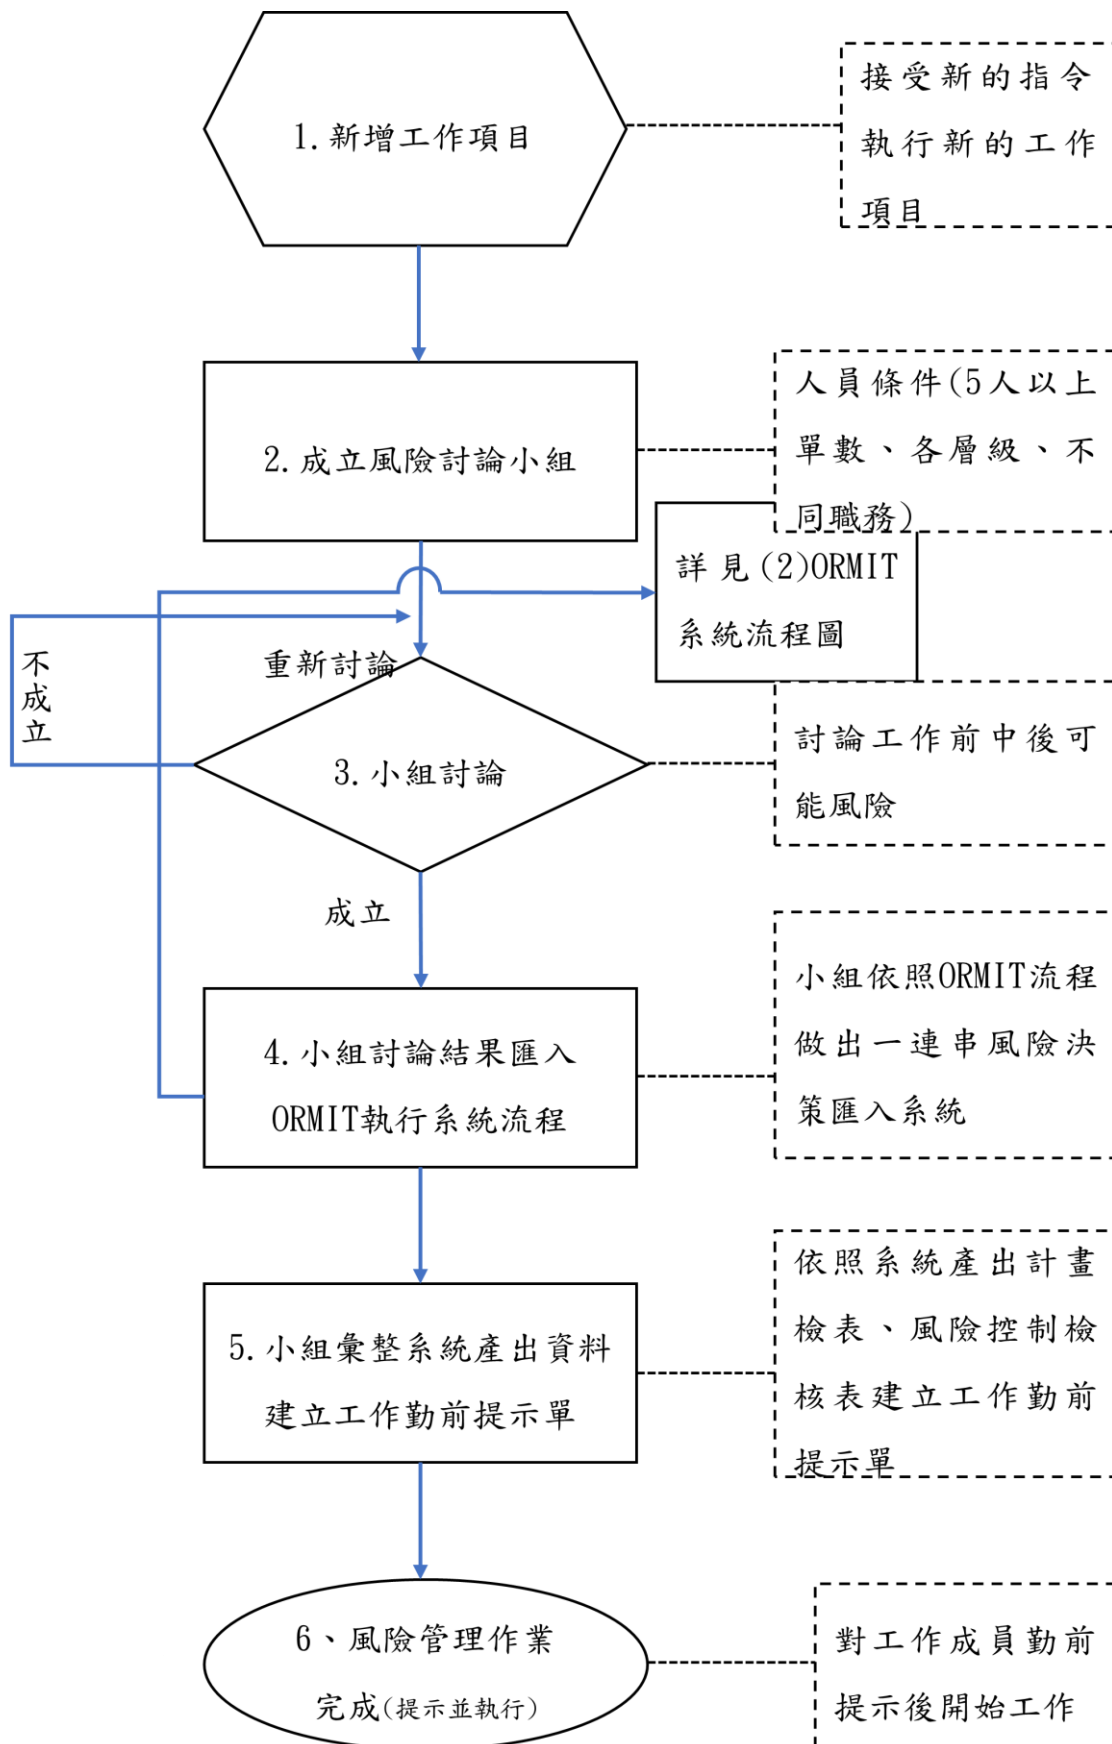 1.新增工作項目
接受新的指令
執行新的工作
項目
2.成立風險討論小組
人員條件(5人以上
單數、各層級、不
同職務)
詳見(2)ORMIT
系統流程圖
重新討論
不成立
3.小組討論
討論工作前中後可
能風險
成立
4.小組討論結果匯入
ORMIT執行系統流程
小組依照ORMIT流程
做出一連串風險決
策匯入系統
5.小組彙整系統產出資料
建立工作勤前提示單
依照系統產出計畫
檢表、風險控制檢
核表建立工作勤前
提示單
6、風險管理作業
完成(提示並執行)
對工作成員勤前
提示後開始工作